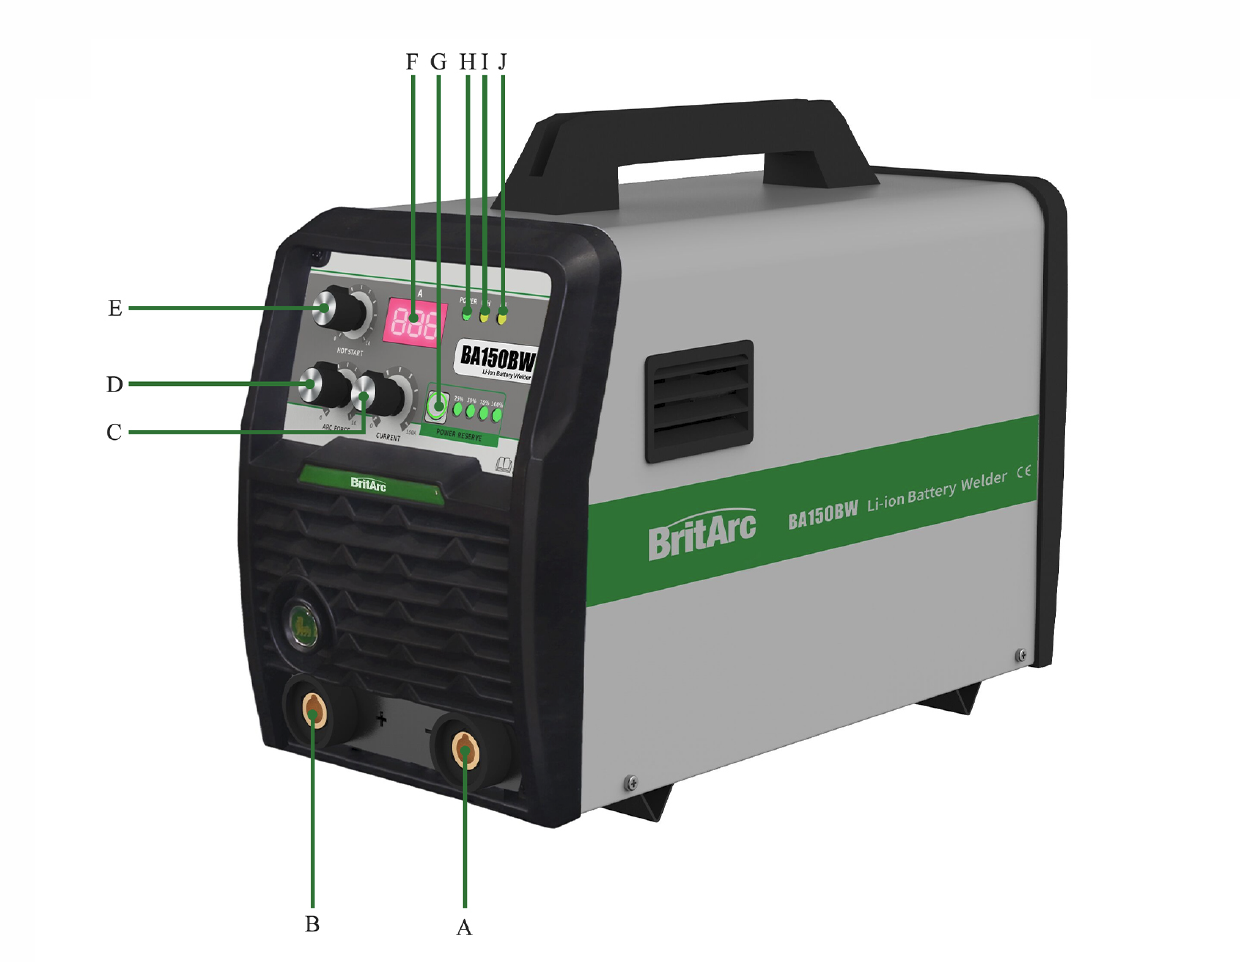 F G H I J
E
A
POWER
HOT START
BA150BW
Li-ion Battery Welder
D
C
25% 50% 75% 100%
ARC FORCE
CURRENT
POWER RESERVE
BritArc
BritArc BA150BW Li-ion Battery Welder CE
+ -
B
A